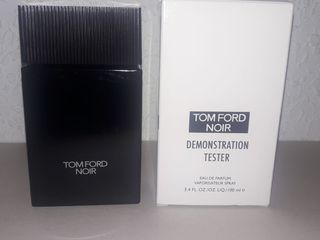 TOM FORD
NOIR
TOM FORD
NOIR
DEMONSTRATION
TESTER
EAU DE PARFUM
VAPORISATEUR SPRAY
3.4 FL.OZ./OZ. LIQ./100 ml ℮